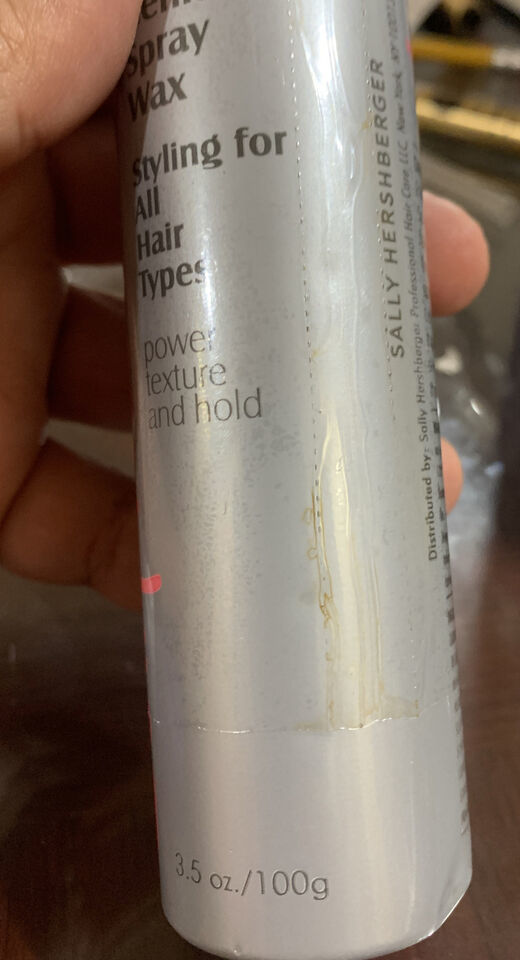 Spray
Wax
Styling for
All
Hair
Types
power
texture
and hold
3.5 oz./100g
SALLY HERSHBERGER
Distributed by: Sally Hershberger Professional Hair Care LLC, New York, NY